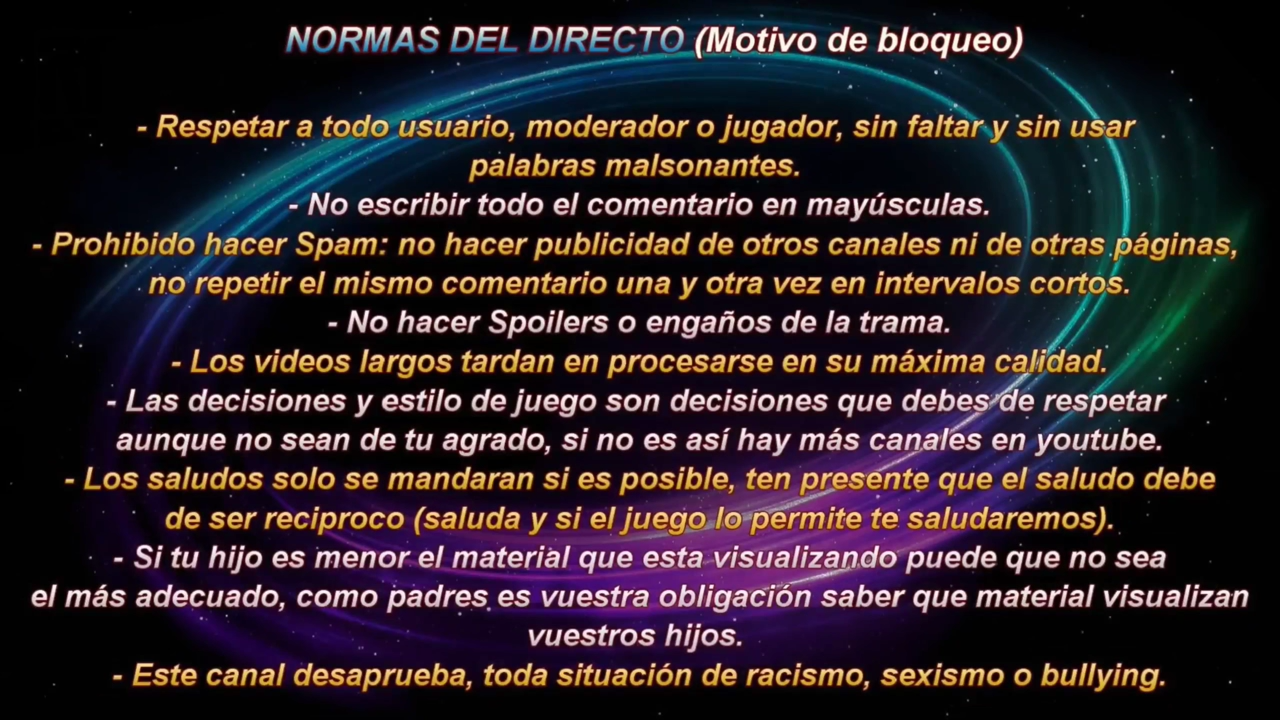 NORMAS DEL DIRECTO (Motivo de bloqueo)
- Respetar a todo usuario, moderador o jugador, sin faltar y sin usar
palabras malsonantes.
- No escribir todo el comentario en mayúsculas.
- Prohibido hacer Spam: no hacer publicidad de otros canales ni de otras páginas,
no repetir el mismo comentario una y otra vez en intervalos cortos.
- No hacer Spoilers o engaños de la trama.
- Los videos largos tardan en procesarse en su máxima calidad.
- Las decisiones y estilo de juego son decisiones que debes de respetar
aunque no sean de tu agrado, si no es así hay más canales en youtube.
- Los saludos solo se mandaran si es posible, ten presente que el saludo debe
de ser reciproco (saluda y si el juego lo permite te saludaremos).
- Si tu hijo es menor el material que esta visualizando puede que no sea
el más adecuado, como padres es vuestra obligación saber que material visualizan
vuestros hijos.
- Este canal desaprueba, toda situación de racismo, sexismo o bullying.